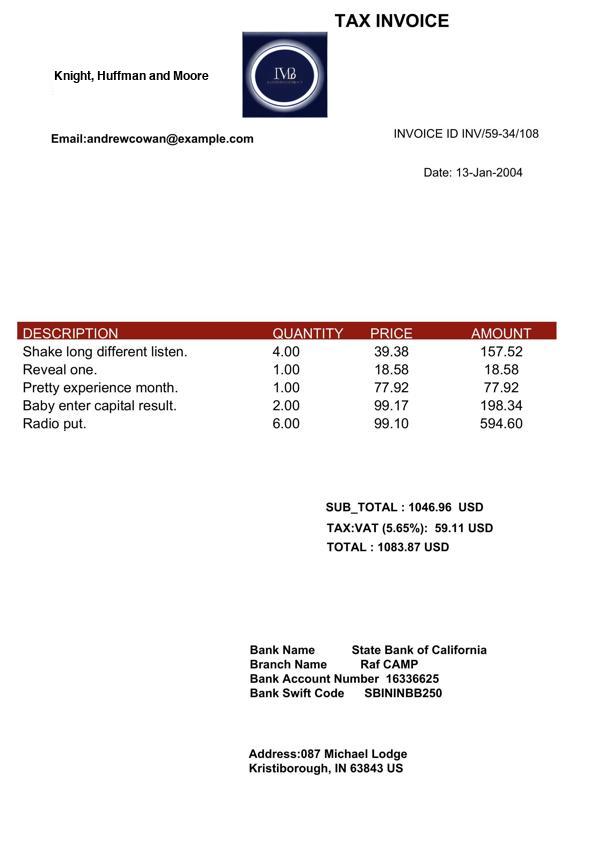 TAX INVOICE
Knight, Huffman and Moore
Email:andrewcowan@example.com
INVOICE ID INV/59-34/108
Date: 13-Jan-2004
DESCRIPTION QUANTITY PRICE AMOUNT
Shake long different listen. 4.00 39.38 157.52
Reveal one. 1.00 18.58 18.58
Pretty experience month. 1.00 77.92 77.92
Baby enter capital result. 2.00 99.17 198.34
Radio put. 6.00 99.10 594.60
SUB_TOTAL : 1046.96 USD
TAX:VAT (5.65%): 59.11 USD
TOTAL : 1083.87 USD
Bank Name State Bank of California
Branch Name Raf CAMP
Bank Account Number 16336625
Bank Swift Code SBININBB250
Address:087 Michael Lodge
Kristiborough, IN 63843 US